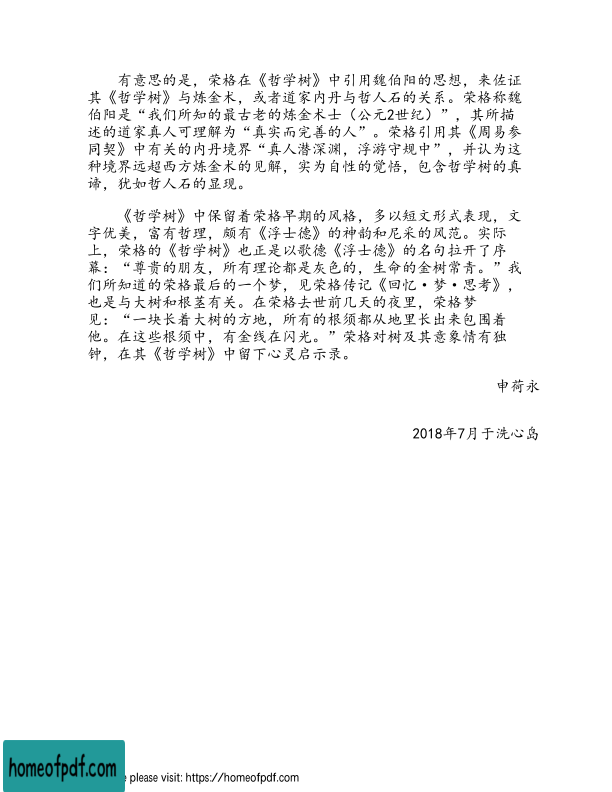 有意思的是，荣格在《哲学树》中引用魏伯阳的思想，来佐证
其《哲学树》与炼金术，或者道家内丹与哲人石的关系。荣格称魏
伯阳是“我们所知的最古老的炼金术士（公元2世纪）”，其所描
述的道家真人可理解为“真实而完善的人”。荣格引用其《周易参
同契》中有关的内丹境界“真人潜深渊，浮游守规中”，并认为这
种境界远超西方炼金术的见解，实为自性的觉悟，包含哲学树的真
谛，犹如哲人石的显现。
《哲学树》中保留着荣格早期的风格，多以短文形式表现，文
字优美，富有哲理，颇有《浮士德》的神韵和尼采的风范。实际
上，荣格的《哲学树》也正是以歌德《浮士德》的名句拉开了序
幕：“尊贵的朋友，所有理论都是灰色的，生命的金树常青。”我
们所知道的荣格最后的一个梦，见荣格传记《回忆·梦·思考》，
也是与大树和根茎有关。在荣格去世前几天的夜里，荣格梦
见：“一块长着大树的方地，所有的根须都从地里长出来包围着
他。在这些根须中，有金线在闪光。”荣格对树及其意象情有独
钟，在其《哲学树》中留下心灵启示录。
申荷永
2018年7月于洗心岛
homeofpdf.com
e please visit: https://homeofpdf.com